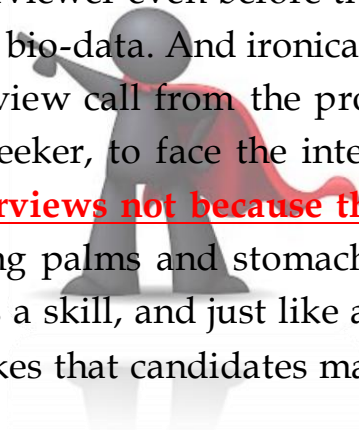 viewer even before th
bio-data. And ironica
view call from the pro
eeker, to face the inte
rviews not because th
ng palms and stomach
s a skill, and just like a
kes that candidates ma